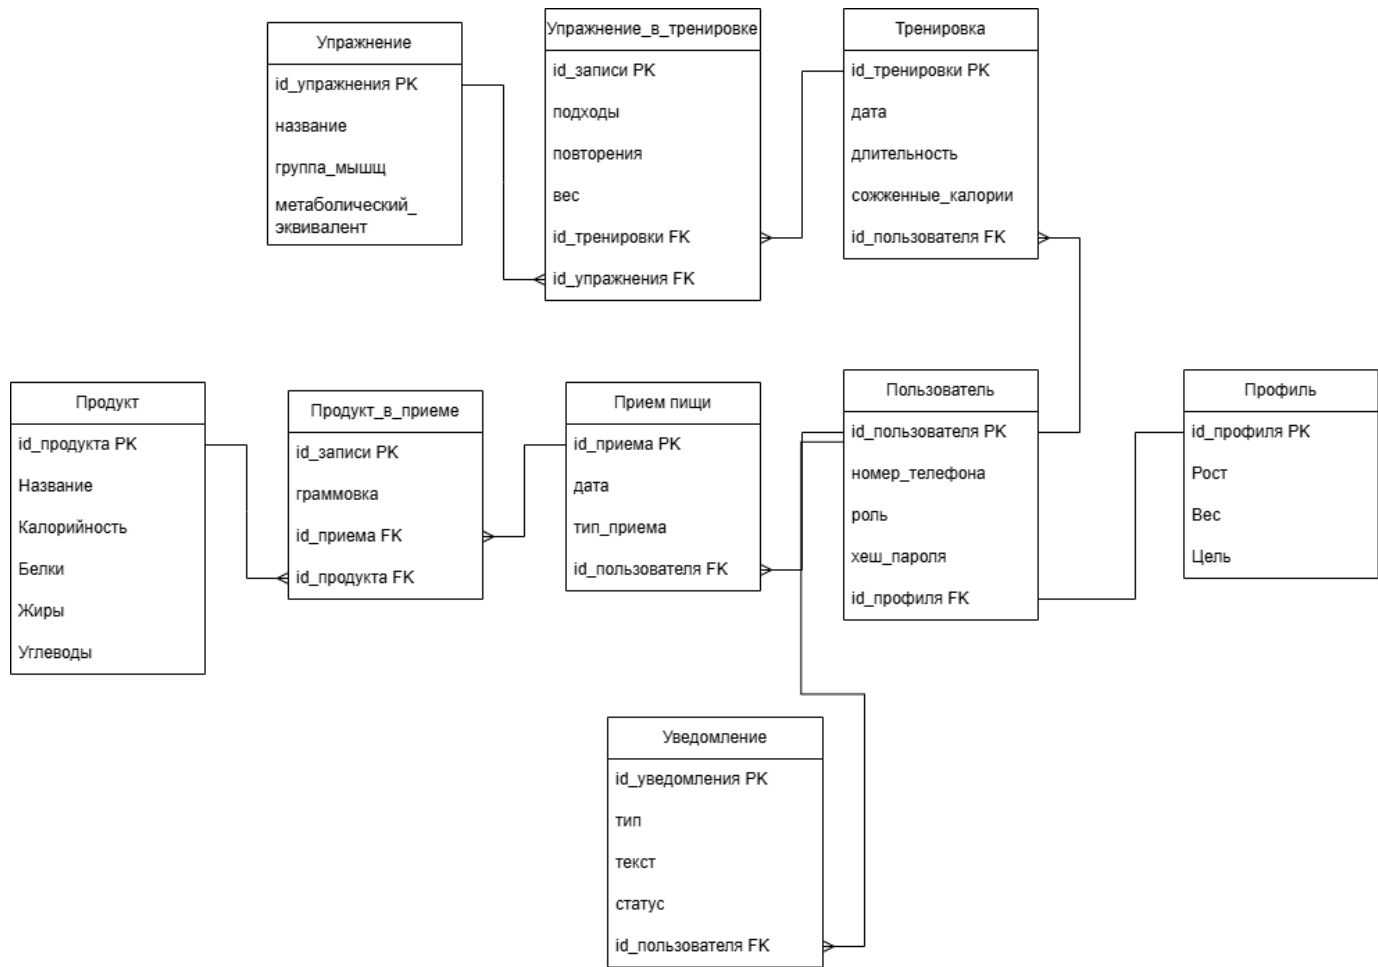 Упражнение
id_упражнения PK
название
группа_мышщ
метаболический_
эквивалент
Упражнение_в_тренировке
id_записи PK
подходы
повторения
вес
id_тренировки FK
id_упражнения FK
Тренировка
id_тренировки PK
дата
длительность
сожженные_калории
id_пользователя FK
Продукт
id_продукта PK
Название
Калорийность
Белки
Жиры
Углеводы
Продукт_в_приеме
id_записи PK
граммовка
id_приема FK
id_продукта FK
Прием пищи
id_приема PK
дата
тип_приема
id_пользователя FK
Пользователь
id_пользователя PK
номер_телефона
роль
хеш_пароля
id_профиля FK
Профиль
id_профиля PK
Рост
Вес
Цель
Уведомление
id_уведомления PK
тип
текст
статус
id_пользователя FK